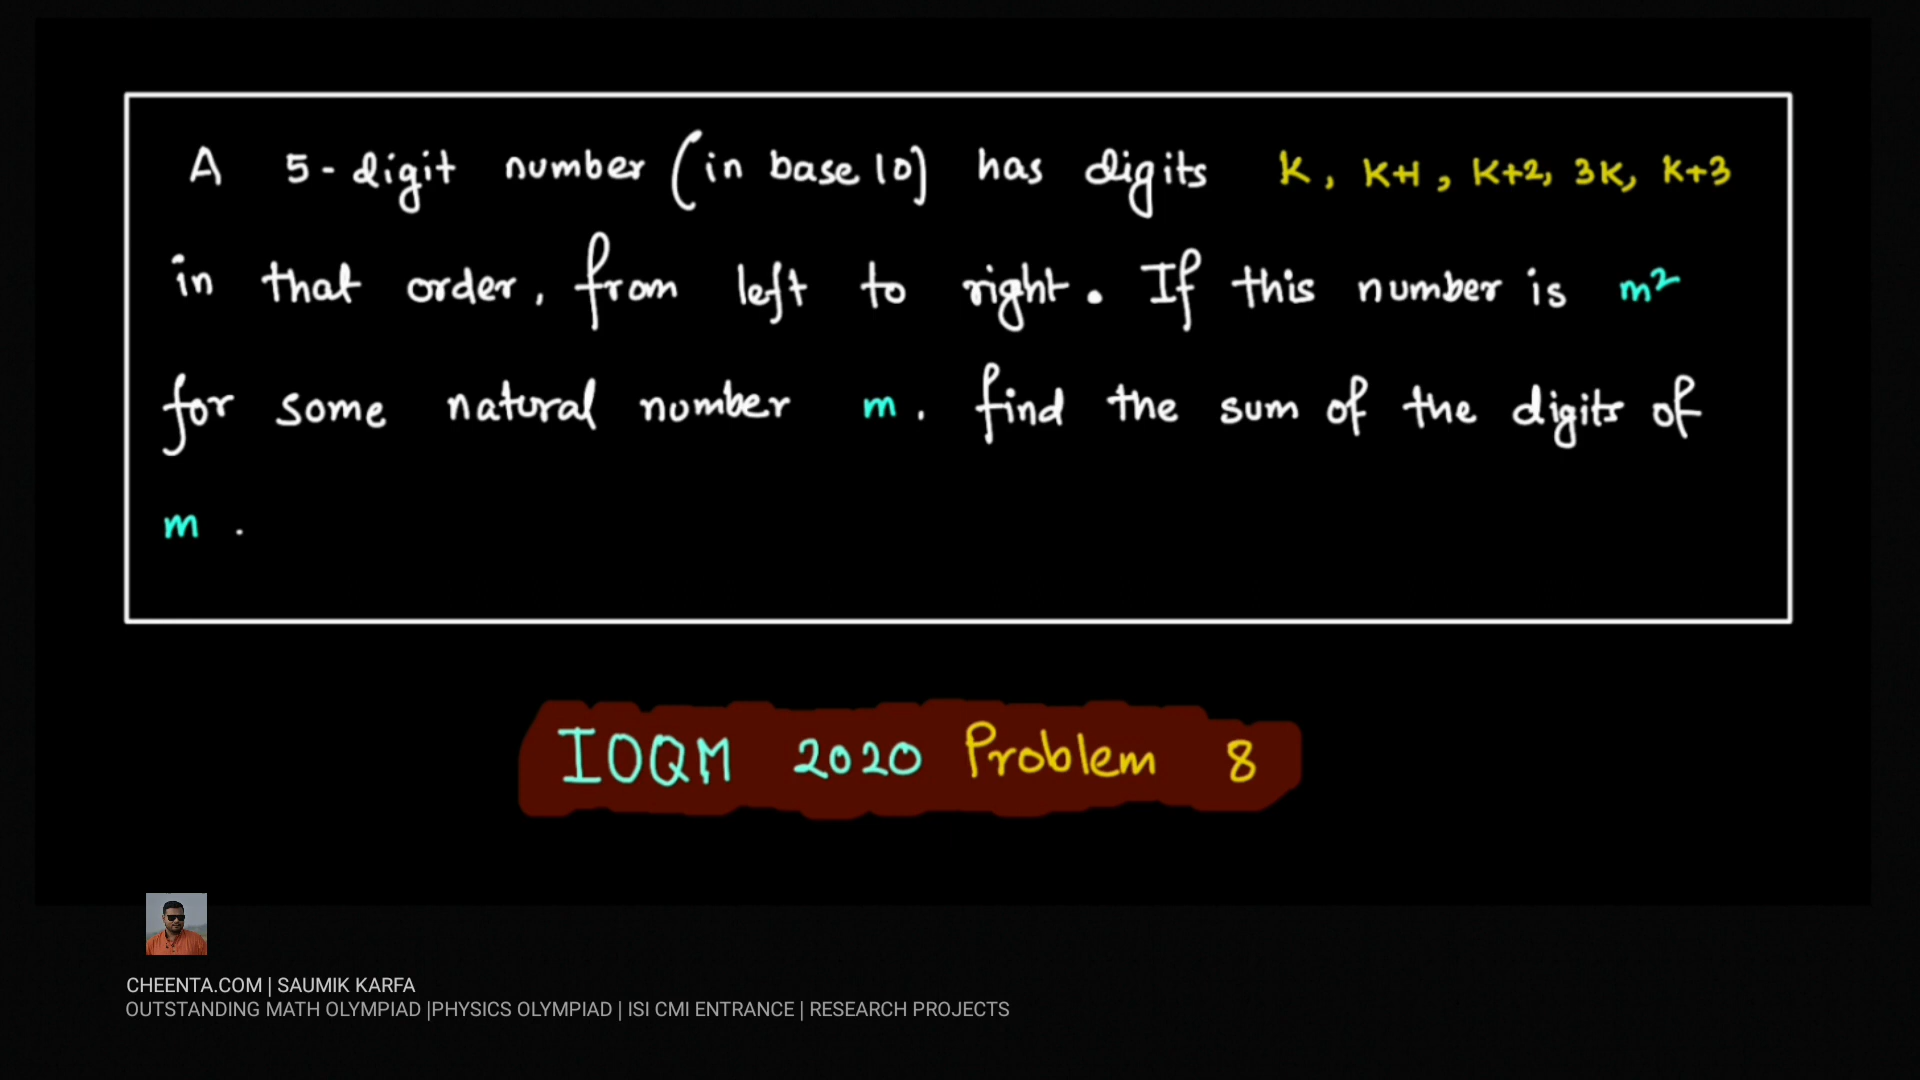 A 5-digit number (in base 10) has digits K, K+1, K+2, 3K, K+3
in that order, from left to right. If this number is m²
for some natural number m. find the sum of the digits of
m .
IOQM 2020 Problem 8
CHEENTA.COM | SAUMIK KARFA
OUTSTANDING MATH OLYMPIAD |PHYSICS OLYMPIAD | ISI CMI ENTRANCE | RESEARCH PROJECTS